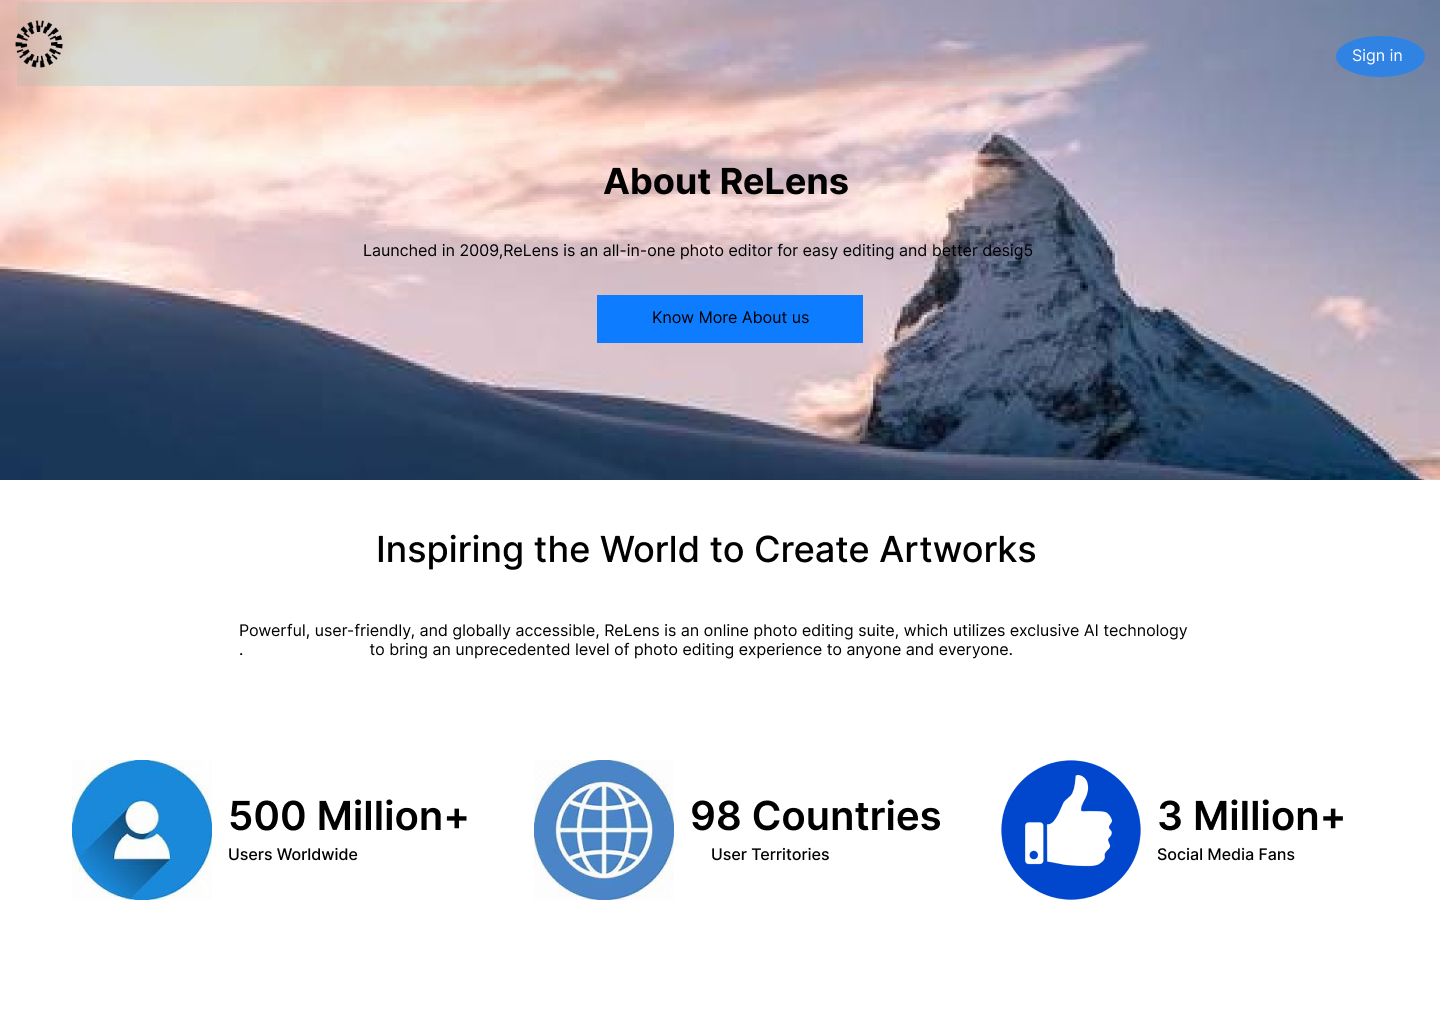 Sign in
About ReLens
Launched in 2009,ReLens is an all-in-one photo editor for easy editing and better desig5
Know More About us
Inspiring the World to Create Artworks
Powerful, user-friendly, and globally accessible, ReLens is an online photo editing suite, which utilizes exclusive AI technology
. to bring an unprecedented level of photo editing experience to anyone and everyone.
500 Million+
Users Worldwide
98 Countries
User Territories
3 Million+
Social Media Fans